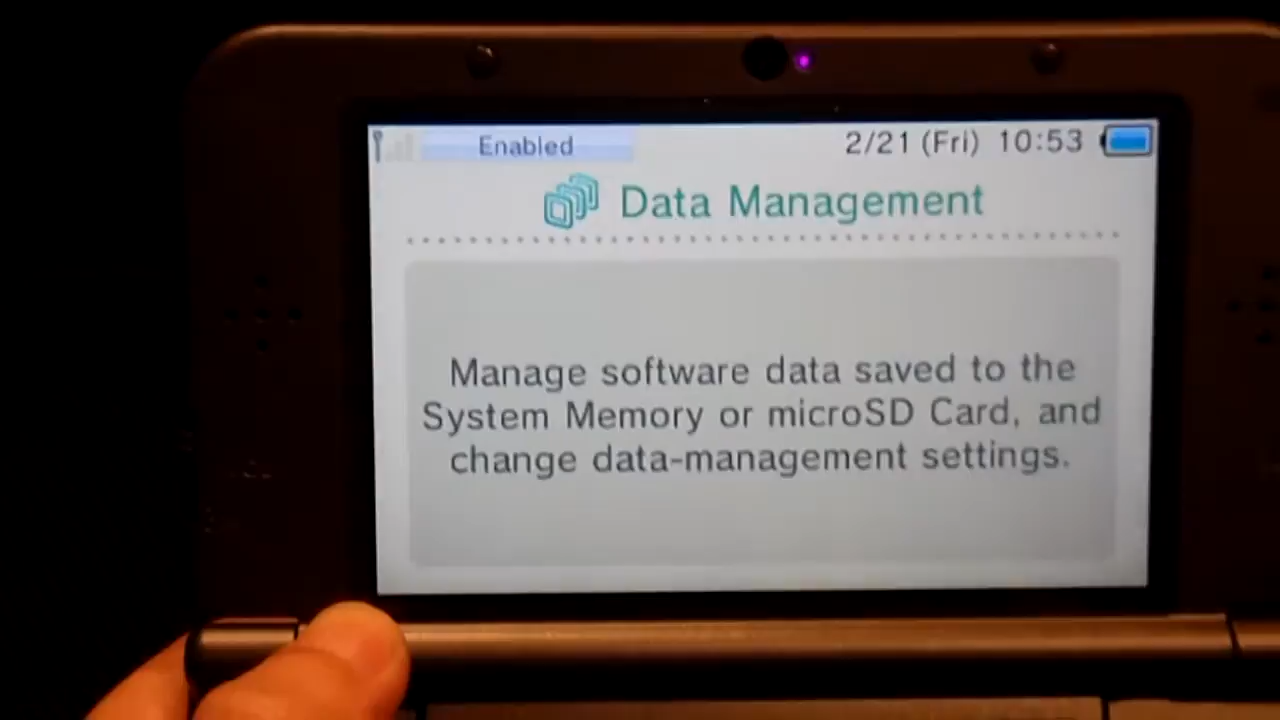 Enabled
2/21 (Fri) 10:53
Data Management
Manage software data saved to the
System Memory or microSD Card, and
change data-management settings.